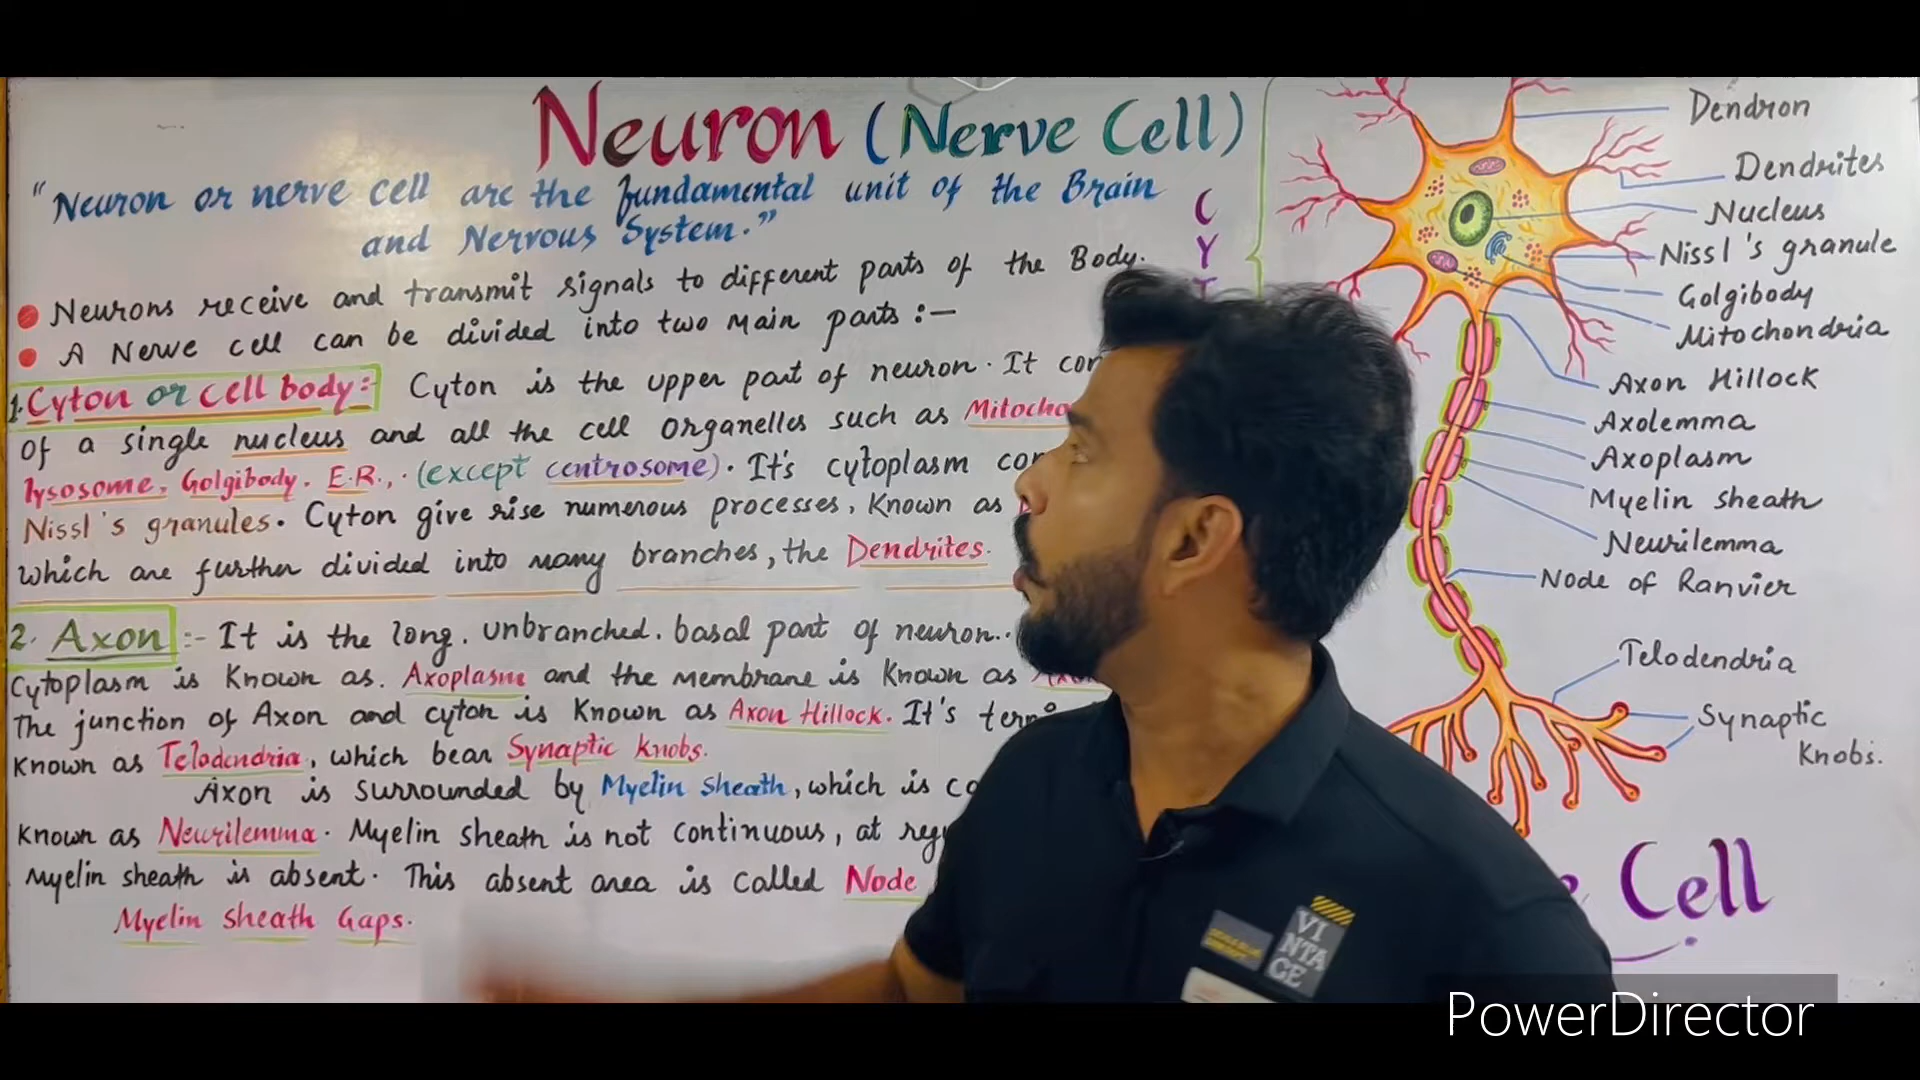 Neuron (Nerve Cell)
"Neuron or nerve cell are the fundamental unit of the Brain
and Nervous System."
Neurons receive and transmit signals to different parts of the Body.
A Nerve cell can be divided into two Main parts :-
1. Cyton or cell body:- Cyton is the upper part of neuron. It
of a single nucleus and all the cell organelles such as
lysosome, Golgibody, E.R., (except centrosome). It's cytoplasm
Nissl's granules. Cyton give rise numerous processes, Known as
which are further divided into many branches, the Dendrites.
2. Axon :- It is the long, unbranched, basal part of neuron..
Cytoplasm is Known as. Axoplasm and the membrane is Known as
The junction of Axon and cyton is Known as Axon Hillock. It's
Known as Telodendria, which bear Synaptic Knobs.
Axon is surrounded by Myelin Sheath, which is
Known as Neurilemma. Myelin sheath is not continuous, at
Myelin sheath is absent. This absent area is called Node
Myelin Sheath Gaps.
C
Y
T
Dendron
Dendrites
Nucleus
Nissl's granule
Golgibody
Mitochondria
Axon Hillock
Axolemma
Axoplasm
Myelin sheath
Neurilemma
Node of Ranvier
Telodendria
Synaptic
Knobs.
Cell
VI
NTA
GE
PowerDirector